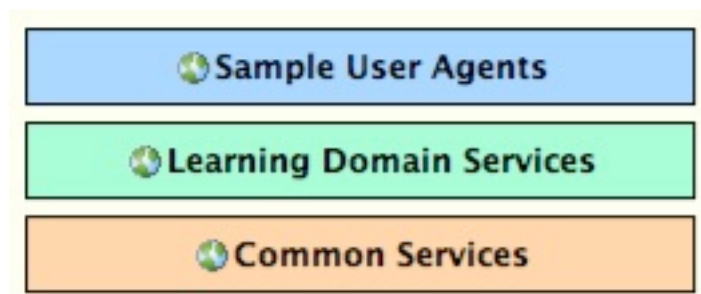 Sample User Agents
Learning Domain Services
Common Services